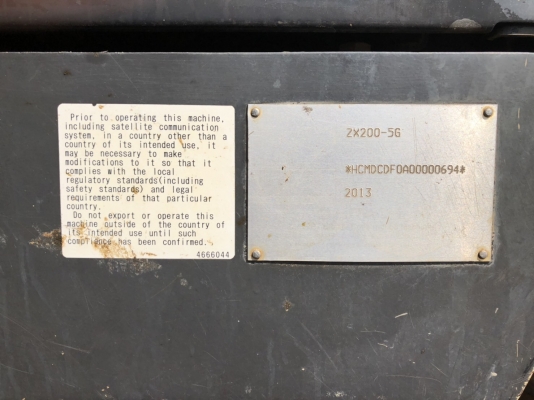 Prior to operating this machine,
including satellite communication
system, in a country other than a
country of its intended use, it
may be necessary to make
modifications to it so that it
complies with the local
regulatory standards(including
safety standards) and legal
requirements of that particular
country.
Do not export or operate this
machine outside of the country of
its intended use until such
compliance has been confirmed.
4666044
ZX200-5G
*HCMDCDF0A00000694*
2013